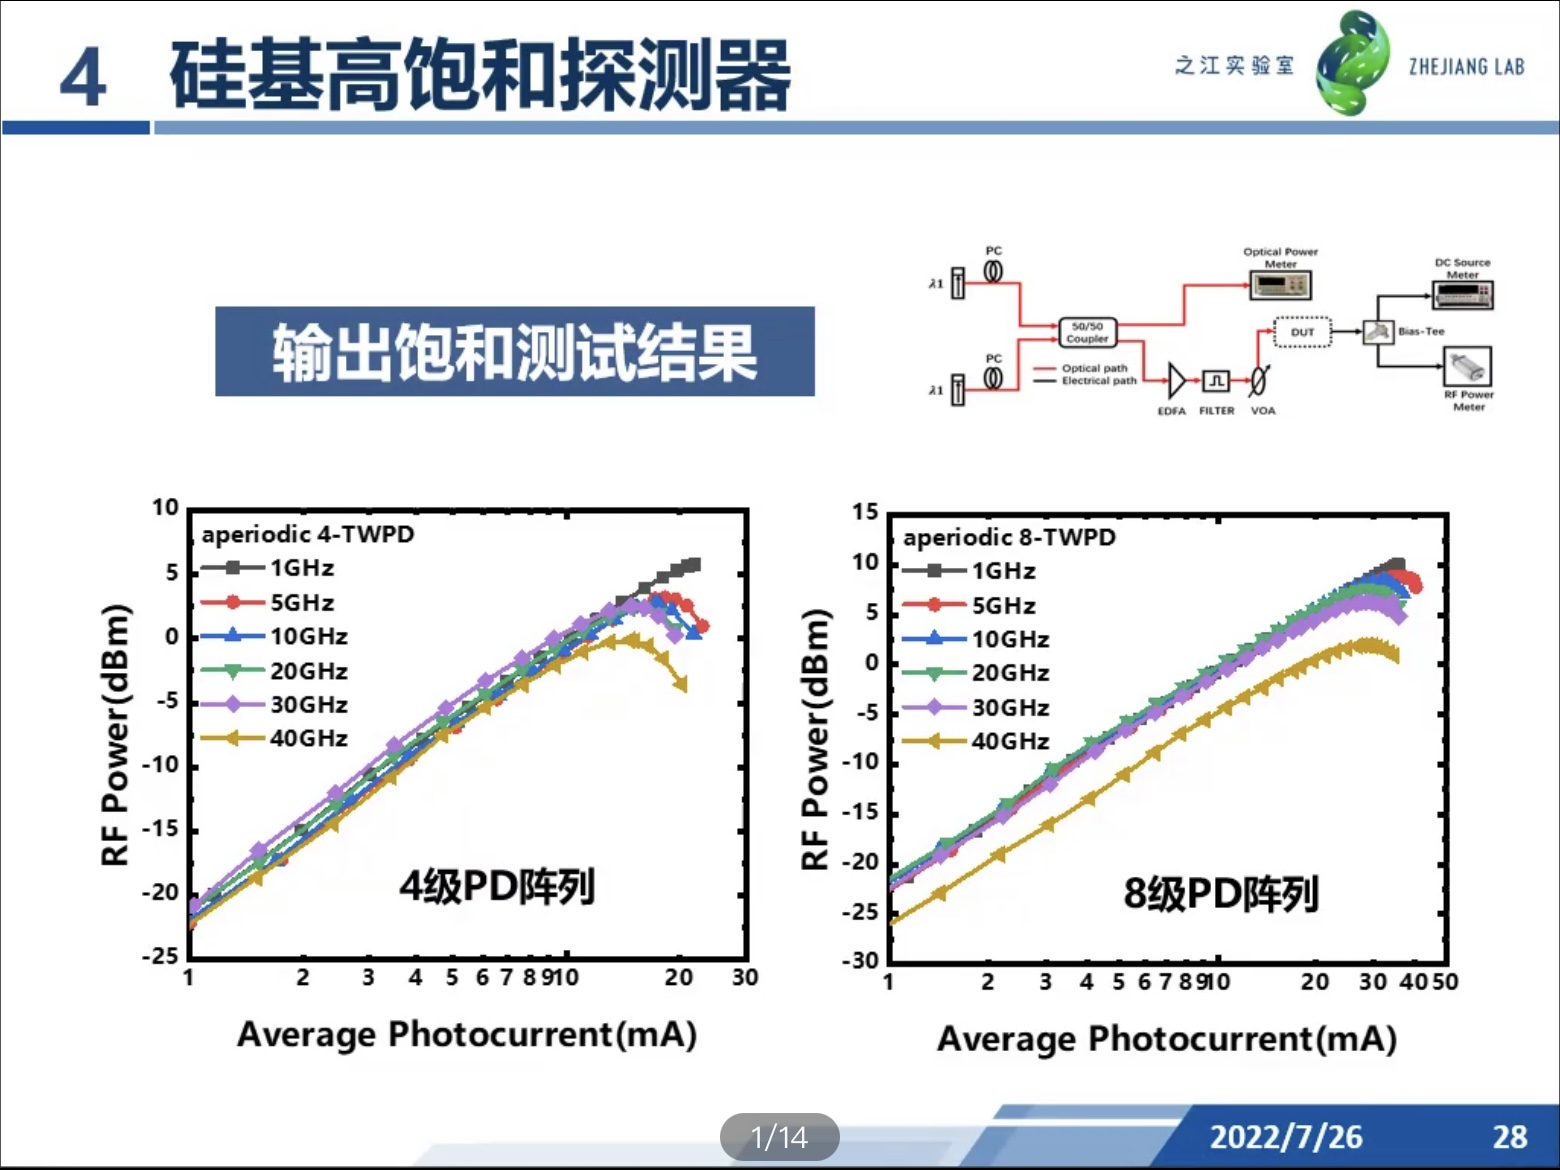 4 硅基高饱和探测器
之江实验室 ZHEJIANG LAB
输出饱和测试结果
PC
λ1
PC
λ1
50/50
Coupler
Optical path
Electrical path
EDFA
FILTER
VOA
Optical Power
Meter
DUT
Bias-Tee
DC Source
Meter
RF Power
Meter
RF Power(dBm)
10
5
0
-5
-10
-15
-20
-25
aperiodic 4-TWPD
1GHz
5GHz
10GHz
20GHz
30GHz
40GHz
4级PD阵列
1 2 3 4 5 6 7 8 9 10 20 30
Average Photocurrent(mA)
RF Power(dBm)
15
10
5
0
-5
-10
-15
-20
-25
-30
aperiodic 8-TWPD
1GHz
5GHz
10GHz
20GHz
30GHz
40GHz
8级PD阵列
1 2 3 4 5 6 7 8 9 10 20 30 40 50
Average Photocurrent(mA)
1/14
2022/7/26 28